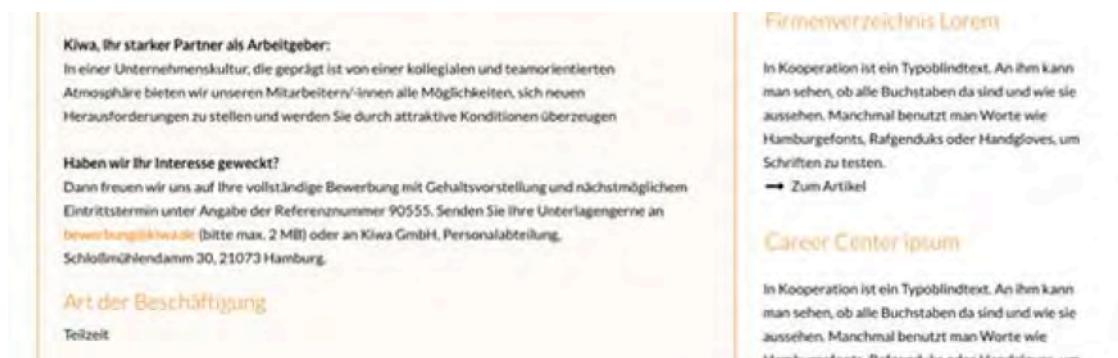 Kiwa, Ihr starker Partner als Arbeitgeber:
In einer Unternehmenskultur, die geprägt ist von einer kollegialen und teamorientierten
Atmosphäre bieten wir unseren Mitarbeitern/-innen alle Möglichkeiten, sich neuen
Herausforderungen zu stellen und werden Sie durch attraktive Konditionen überzeugen
Haben wir Ihr Interesse geweckt?
Dann freuen wir uns auf Ihre vollständige Bewerbung mit Gehaltsvorstellung und nächstmöglichem
Eintrittstermin unter Angabe der Referenznummer 90555. Senden Sie Ihre Unterlagengerne an
bewerbung@kiwa.de (bitte max. 2 MB) oder an Kiwa GmbH, Personalabteilung,
Schloßmühlendamm 30, 21073 Hamburg.
Art der Beschäftigung
Teilzeit
Firmenverzeichnis Lorem
In Kooperation ist ein Typoblindtext. An ihm kann
man sehen, ob alle Buchstaben da sind und wie sie
aussehen. Manchmal benutzt man Worte wie
Hamburgefonts, Rafgenduks oder Handgloves, um
Schriften zu testen.
→ Zum Artikel
Career Center ipsum
In Kooperation ist ein Typoblindtext. An ihm kann
man sehen, ob alle Buchstaben da sind und wie sie
aussehen. Manchmal benutzt man Worte wie